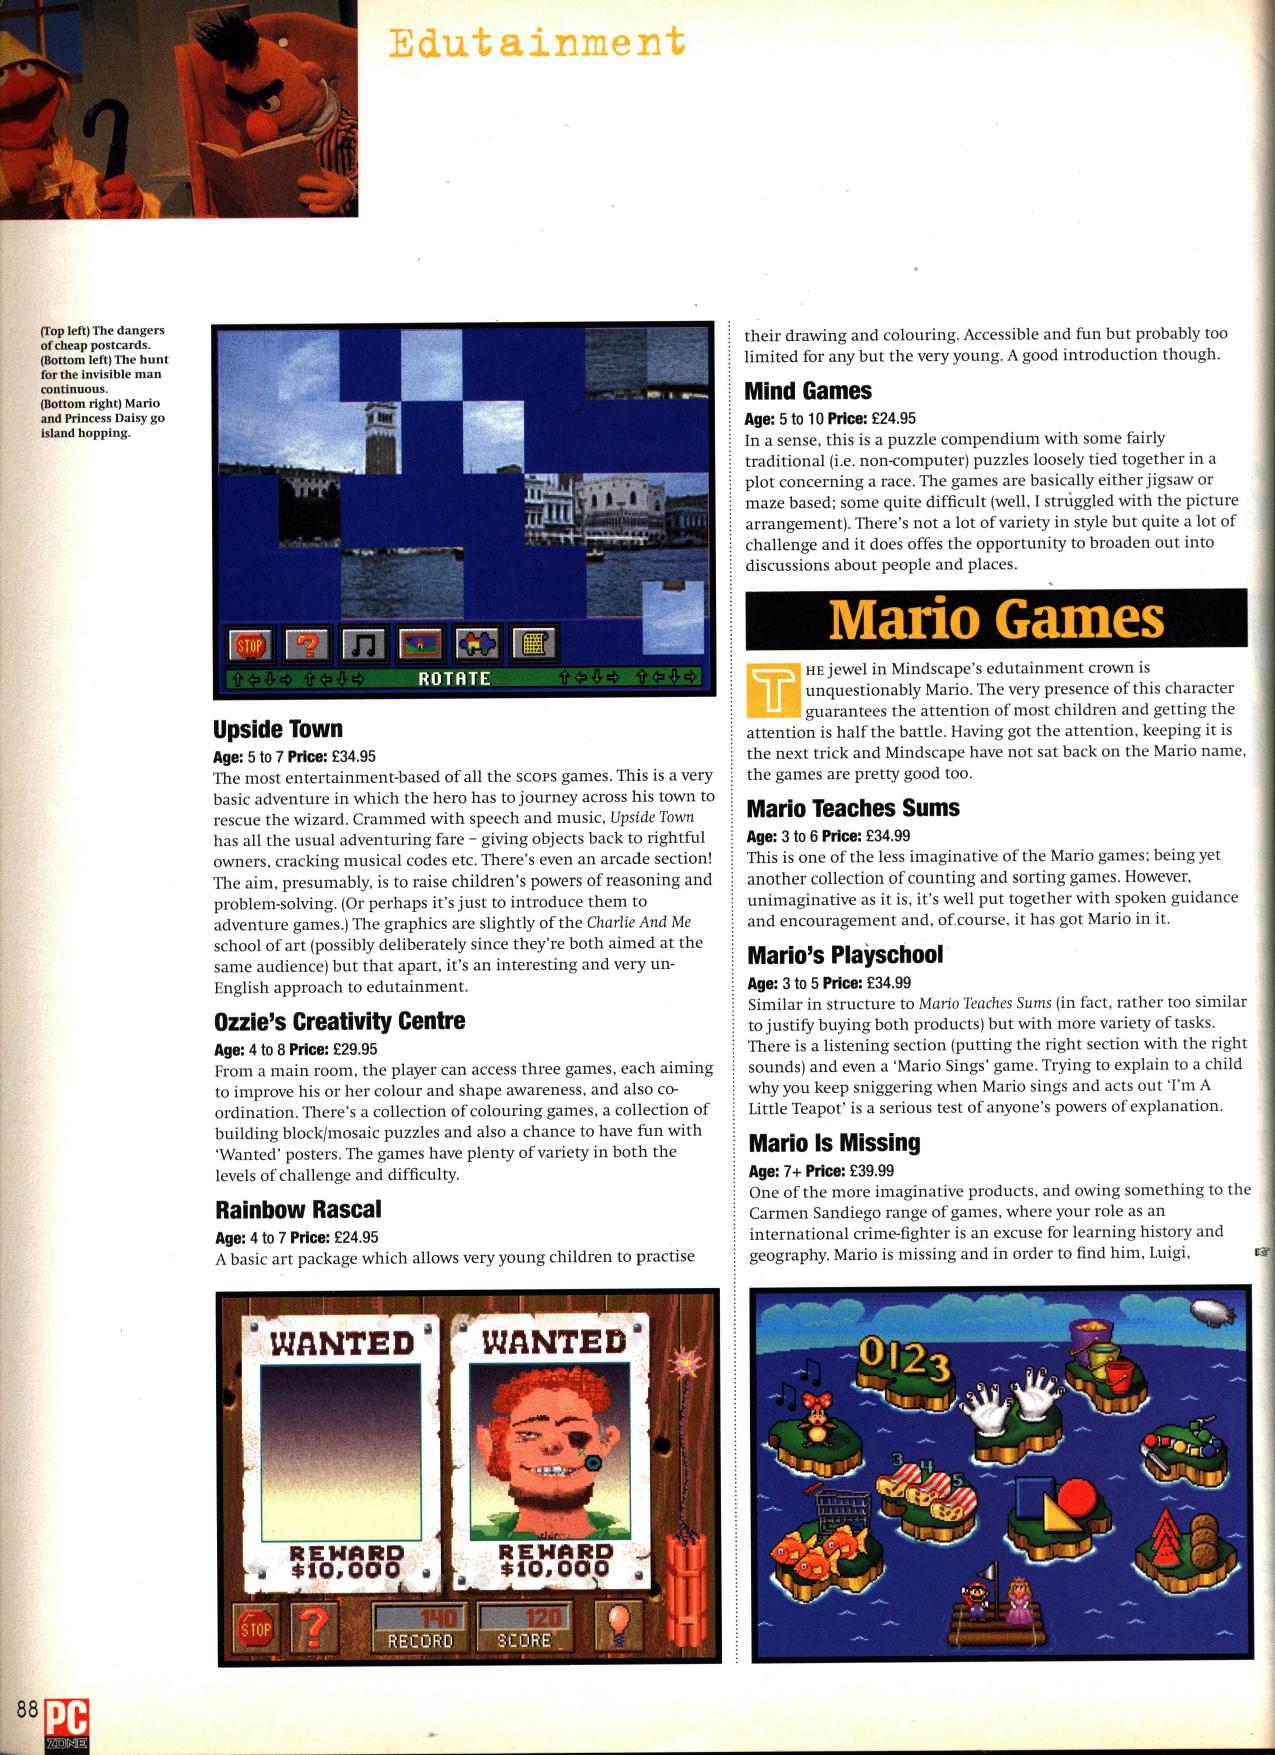 Edutainment
(Top left) The dangers
of cheap postcards.
(Bottom left) The hunt
for the invisible man
continuous.
(Bottom right) Mario
and Princess Daisy go
island hopping.
STOP
?
ROTATE
Upside Town
Age: 5 to 7 Price: £34.95
The most entertainment-based of all the SCOPS games. This is a very
basic adventure in which the hero has to journey across his town to
rescue the wizard. Crammed with speech and music, Upside Town
has all the usual adventuring fare – giving objects back to rightful
owners, cracking musical codes etc. There's even an arcade section!
The aim, presumably, is to raise children's powers of reasoning and
problem-solving. (Or perhaps it's just to introduce them to
adventure games.) The graphics are slightly of the Charlie And Me
school of art (possibly deliberately since they're both aimed at the
same audience) but that apart, it's an interesting and very un-
English approach to edutainment.
Ozzie's Creativity Centre
Age: 4 to 8 Price: £29.95
From a main room, the player can access three games, each aiming
to improve his or her colour and shape awareness, and also co-
ordination. There's a collection of colouring games, a collection of
building block/mosaic puzzles and also a chance to have fun with
'Wanted' posters. The games have plenty of variety in both the
levels of challenge and difficulty.
Rainbow Rascal
Age: 4 to 7 Price: £24.95
A basic art package which allows very young children to practise
WANTED
REWARD
$10,000
WANTED
REWARD
$10,000
STOP
?
140
RECORD
120
SCORE
their drawing and colouring. Accessible and fun but probably too
limited for any but the very young. A good introduction though.
Mind Games
Age: 5 to 10 Price: £24.95
In a sense, this is a puzzle compendium with some fairly
traditional (i.e. non-computer) puzzles loosely tied together in a
plot concerning a race. The games are basically either jigsaw or
maze based; some quite difficult (well, I struggled with the picture
arrangement). There's not a lot of variety in style but quite a lot of
challenge and it does offes the opportunity to broaden out into
discussions about people and places.
Mario Games
THE jewel in Mindscape's edutainment crown is
unquestionably Mario. The very presence of this character
guarantees the attention of most children and getting the
attention is half the battle. Having got the attention, keeping it is
the next trick and Mindscape have not sat back on the Mario name,
the games are pretty good too.
Mario Teaches Sums
Age: 3 to 6 Price: £34.99
This is one of the less imaginative of the Mario games; being yet
another collection of counting and sorting games. However,
unimaginative as it is, it's well put together with spoken guidance
and encouragement and, of course, it has got Mario in it.
Mario's Playschool
Age: 3 to 5 Price: £34.99
Similar in structure to Mario Teaches Sums (in fact, rather too similar
to justify buying both products) but with more variety of tasks.
There is a listening section (putting the right section with the right
sounds) and even a 'Mario Sings' game. Trying to explain to a child
why you keep sniggering when Mario sings and acts out 'I'm A
Little Teapot' is a serious test of anyone's powers of explanation.
Mario Is Missing
Age: 7+ Price: £39.99
One of the more imaginative products, and owing something to the
Carmen Sandiego range of games, where your role as an
international crime-fighter is an excuse for learning history and
geography. Mario is missing and in order to find him, Luigi,
0123
3 4 5
88
PC
ZONE